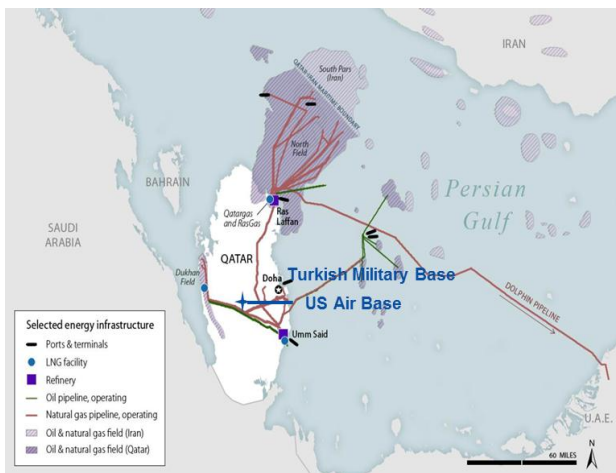 IRAN
South Pars
(Iran)
QATAR-IRAN MARITIME BOUNDARY
North
Field
BAHRAIN
Persian
Gulf
SAUDI
ARABIA
Qatargas
and RasGas
Ras
Laffan
QATAR
Dukhan
Field
Doha
Turkish Military Base
US Air Base
DOLPHIN PIPELINE
Umm Said
Selected energy infrastructure
Ports & terminals
LNG facility
Refinery
Oil pipeline, operating
Natural gas pipeline, operating
Oil & natural gas field (Iran)
Oil & natural gas field (Qatar)
U.A.E.
60 MILES
N